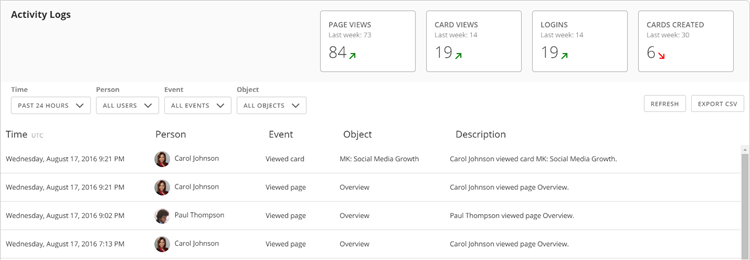 Activity Logs
PAGE VIEWS
Last week: 73
84
CARD VIEWS
Last week: 14
19
LOGINS
Last week: 14
19
CARDS CREATED
Last week: 30
6
Time Person Event Object
PAST 24 HOURS ALL USERS ALL EVENTS ALL OBJECTS REFRESH EXPORT CSV
Time UTC Person Event Object Description
Wednesday, August 17, 2016 9:21 PM Carol Johnson Viewed card MK: Social Media Growth Carol Johnson viewed card MK: Social Media Growth.
Wednesday, August 17, 2016 9:21 PM Carol Johnson Viewed page Overview Carol Johnson viewed page Overview.
Wednesday, August 17, 2016 9:02 PM Paul Thompson Viewed page Overview Paul Thompson viewed page Overview.
Wednesday, August 17, 2016 7:13 PM Carol Johnson Viewed page Overview Carol Johnson viewed page Overview.